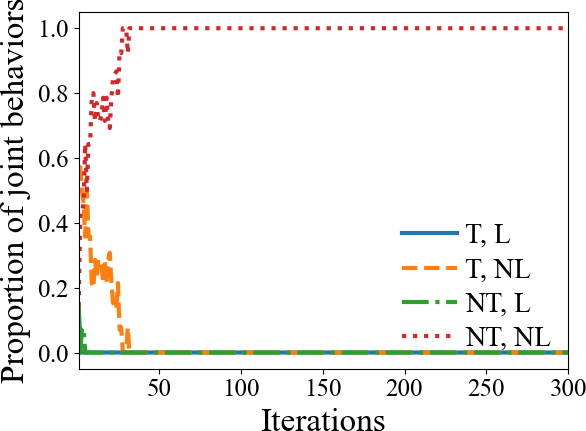 Proportion of joint behaviors
1.0
0.8
0.6
0.4
0.2
0.0
T, L
T, NL
NT, L
NT, NL
50 100 150 200 250 300
Iterations